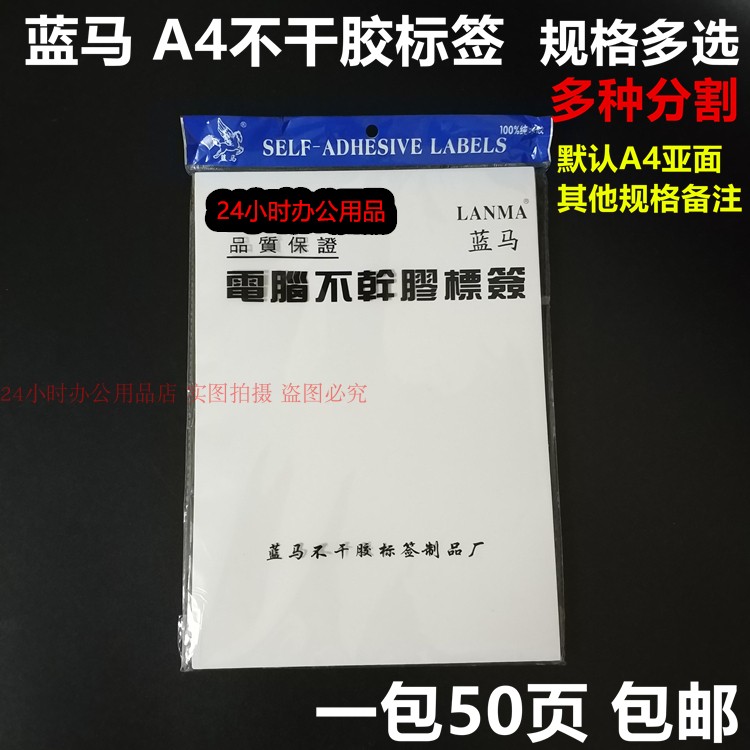 蓝马 A4不干胶标签 规格多选
多种分割
默认A4亚面
其他规格备注
蓝马
®
100%
SELF-ADHESIVE LABELS
24小时办公用品
LANMA®
品質保證
蓝马
電腦不幹膠標簽
24小时办公用品店 实图拍摄 盗图必究
蓝马不干胶标签制品厂
一包50页 包邮